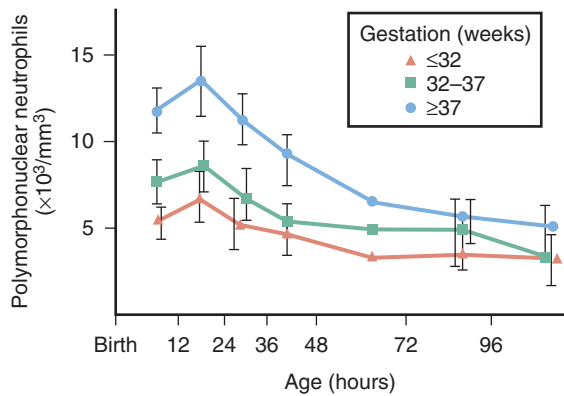 Polymorphonuclear neutrophils
(×10³/mm³)
15
10
5
Gestation (weeks)
≤32
32–37
≥37
Birth 12 24 36 48 72 96
Age (hours)